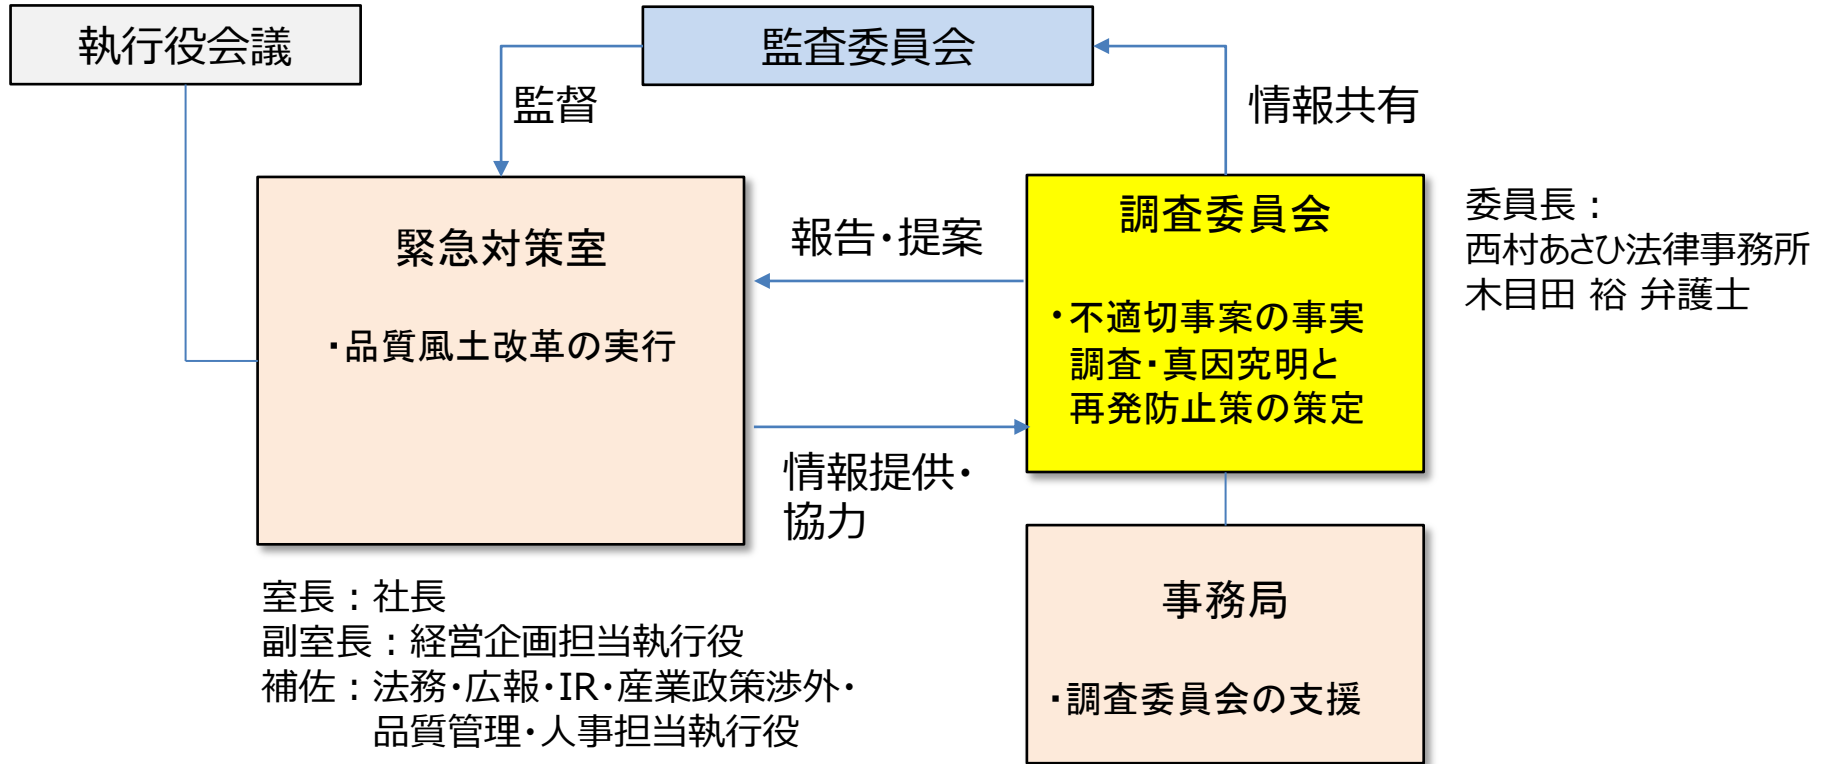 執行役会議
監査委員会
監督
情報共有
緊急対策室
・品質風土改革の実行
報告・提案
調査委員会
・不適切事案の事実
調査・真因究明と
再発防止策の策定
委員長：
西村あさひ法律事務所
木目田 裕 弁護士
情報提供・
協力
室長：社長
副室長：経営企画担当執行役
補佐：法務・広報・IR・産業政策渉外・
品質管理・人事担当執行役
事務局
・調査委員会の支援